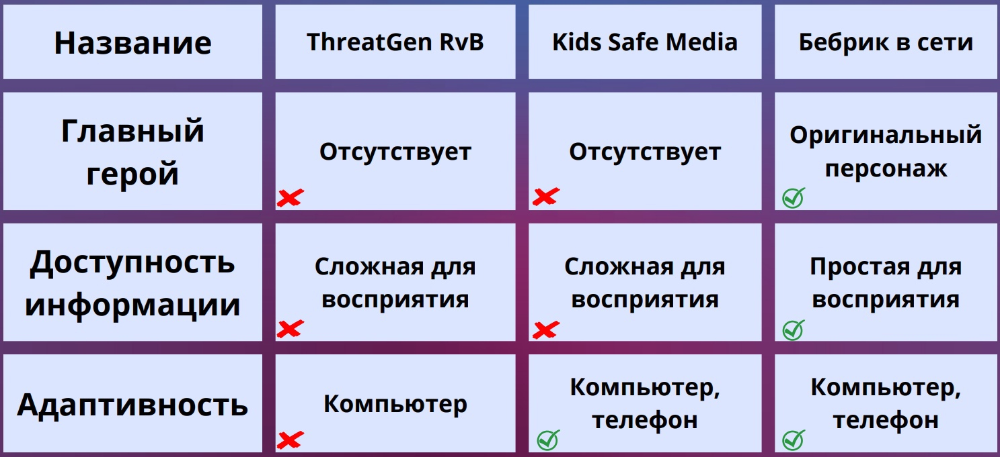 Название
ThreatGen RvB
Kids Safe Media
Бебрик в сети
Главный
герой
Отсутствует
Отсутствует
Оригинальный
персонаж
Доступность
информации
Сложная для
восприятия
Сложная для
восприятия
Простая для
восприятия
Адаптивность
Компьютер
Компьютер,
телефон
Компьютер,
телефон